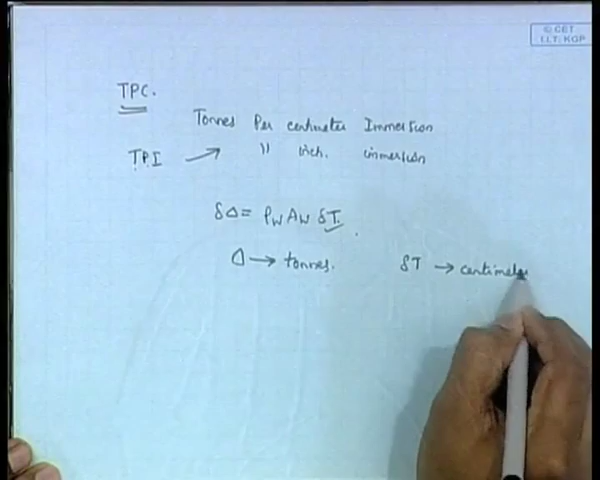 © CET
I.I.T. KGP
TPC.
Tonnes Per centimeter Immersion
TPI → " inch. immersion
δΔ = ρw Aw δT.
Δ → tonnes. δT → centimeter